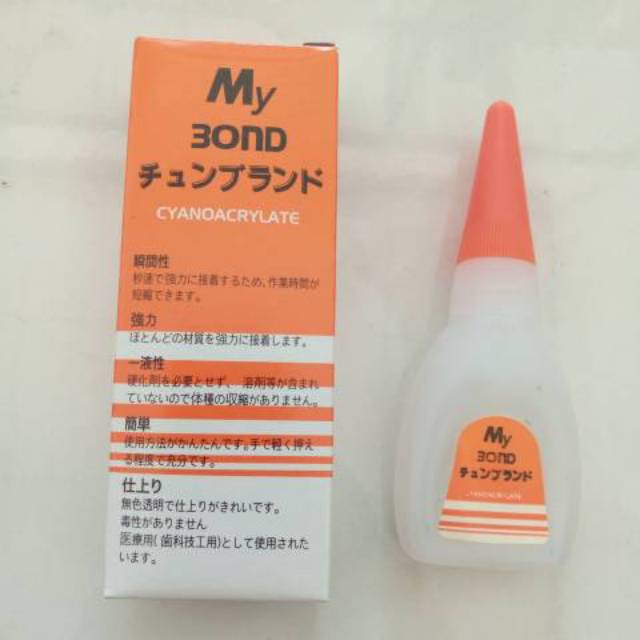 My
BOND
チュンブランド
CYANOACRYLATE
瞬間性
秒速で強力に接着するため、作業時間が
短縮できます。
強力
ほとんどの材質を強力に接着します。
一液性
硬化剤を必要とせず、溶剤等が含まれ
ていないので体種の収縮がありません。
簡単
使用方法がかんたんです。手で軽く押え
る程度で充分です。
仕上り
無色透明で仕上りがきれいです。
毒性がありません
医療用(歯科技工用)として使用された
います。
My
BOND
チュンブランド
CYANOACRYLATE